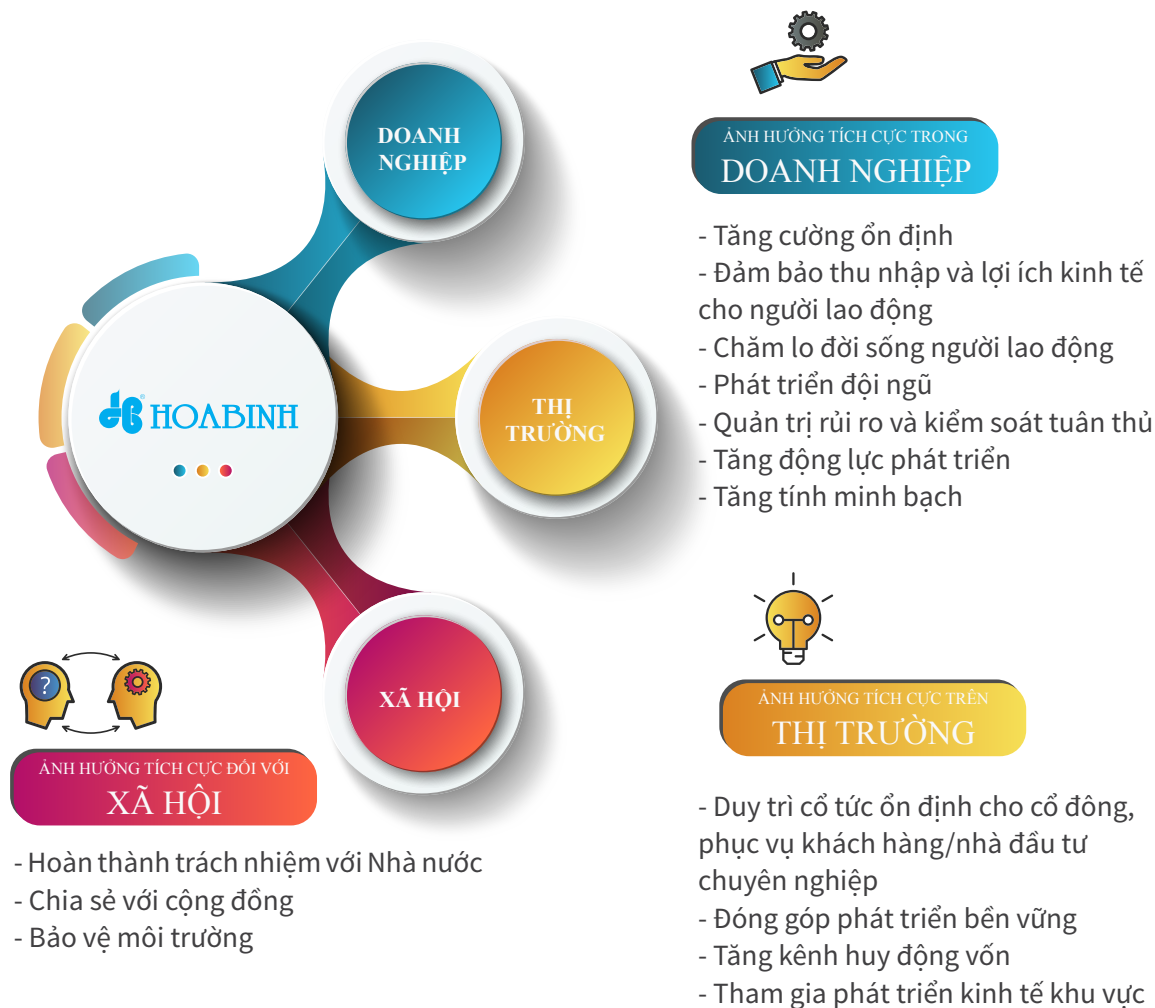 DOANH
NGHIỆP
THỊ
TRƯỜNG
XÃ HỘI
HOABINH
ẢNH HƯỞNG TÍCH CỰC TRONG
DOANH NGHIỆP
- Tăng cường ổn định
- Đảm bảo thu nhập và lợi ích kinh tế
cho người lao động
- Chăm lo đời sống người lao động
- Phát triển đội ngũ
- Quản trị rủi ro và kiểm soát tuân thủ
- Tăng động lực phát triển
- Tăng tính minh bạch
ẢNH HƯỞNG TÍCH CỰC TRÊN
THỊ TRƯỜNG
- Duy trì cổ tức ổn định cho cổ đông,
phục vụ khách hàng/nhà đầu tư
chuyên nghiệp
- Đóng góp phát triển bền vững
- Tăng kênh huy động vốn
- Tham gia phát triển kinh tế khu vực
?
ẢNH HƯỞNG TÍCH CỰC ĐỐI VỚI
XÃ HỘI
- Hoàn thành trách nhiệm với Nhà nước
- Chia sẻ với cộng đồng
- Bảo vệ môi trường